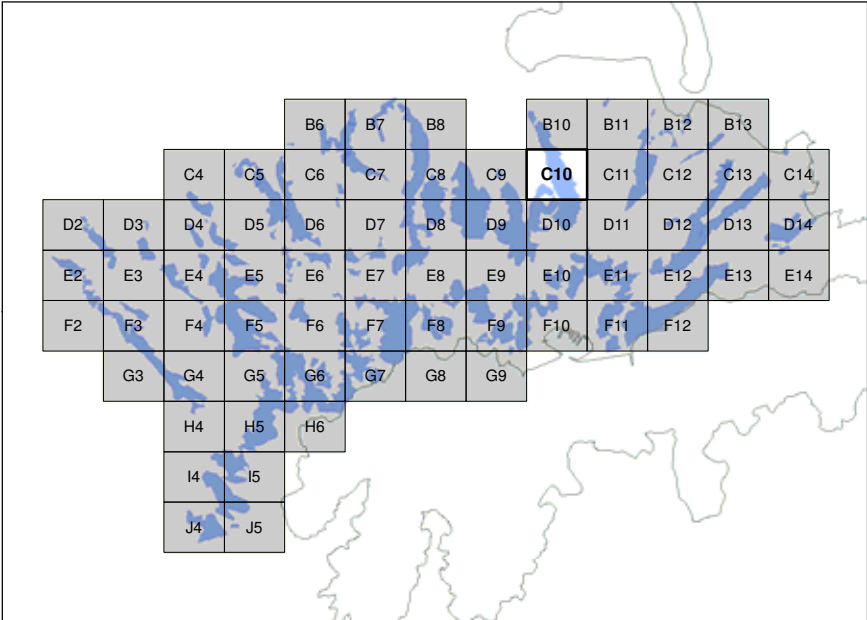 B6 B7 B8 B10 B11 B12 B13
C4 C5 C6 C7 C8 C9 C10 C11 C12 C13 C14
D2 D3 D4 D5 D6 D7 D8 D9 D10 D11 D12 D13 D14
E2 E3 E4 E5 E6 E7 E8 E9 E10 E11 E12 E13 E14
F2 F3 F4 F5 F6 F7 F8 F9 F10 F11 F12
G3 G4 G5 G6 G7 G8 G9
H4 H5 H6
I4 I5
J4 J5